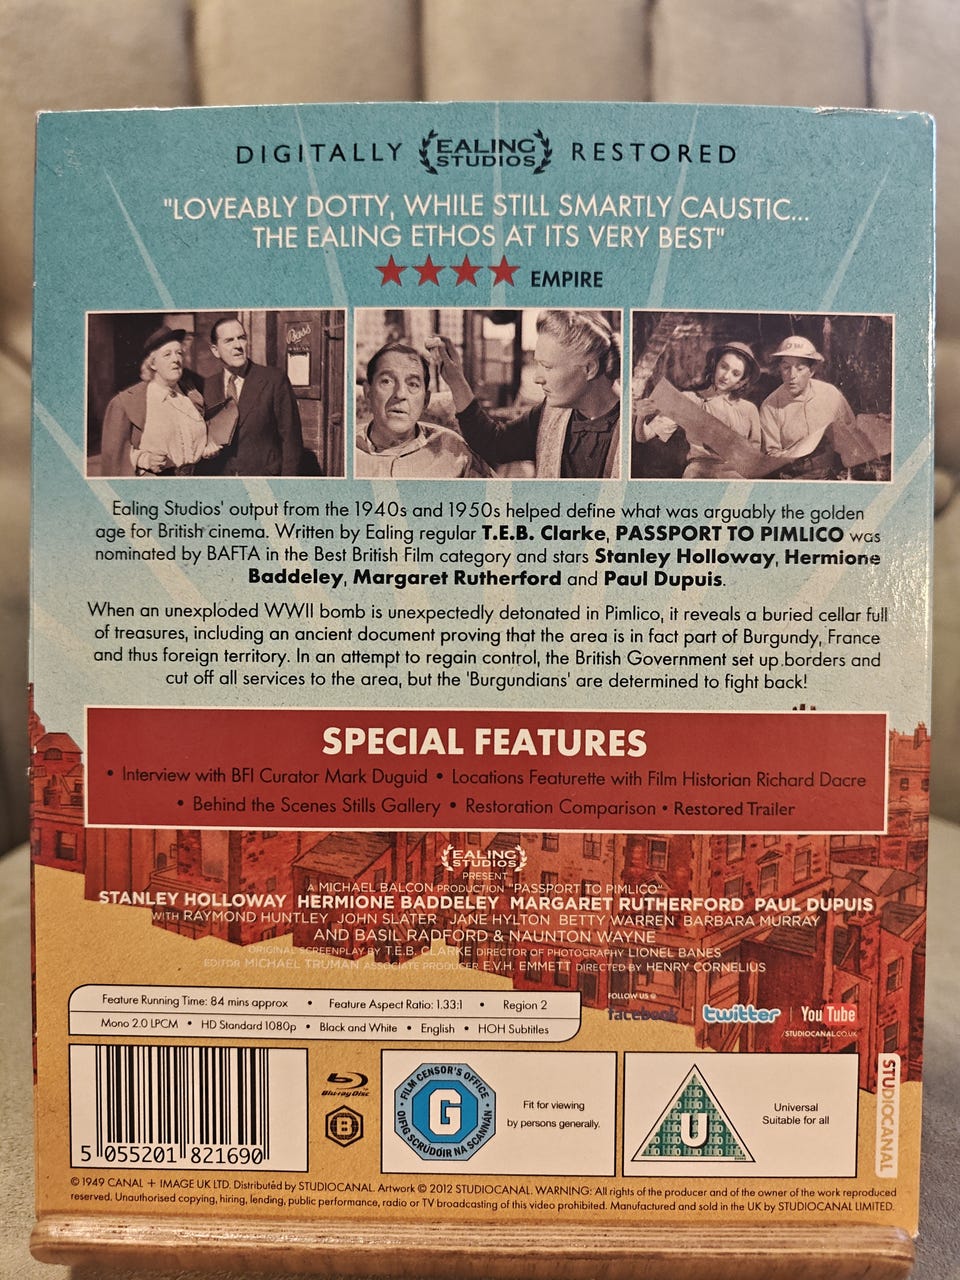 DIGITALLY EALING STUDIOS RESTORED
"LOVEABLY DOTTY, WHILE STILL SMARTLY CAUSTIC...
THE EALING ETHOS AT ITS VERY BEST"
EMPIRE
Ealing Studios' output from the 1940s and 1950s helped define what was arguably the golden
age for British cinema. Written by Ealing regular T.E.B. Clarke, PASSPORT TO PIMLICO was
nominated by BAFTA in the Best British Film category and stars Stanley Holloway, Hermione
Baddeley, Margaret Rutherford and Paul Dupuis.
When an unexploded WWII bomb is unexpectedly detonated in Pimlico, it reveals a buried cellar full
of treasures, including an ancient document proving that the area is in fact part of Burgundy, France
and thus foreign territory. In an attempt to regain control, the British Government set up borders and
cut off all services to the area, but the 'Burgundians' are determined to fight back!
SPECIAL FEATURES
• Interview with BFI Curator Mark Duguid • Locations Featurette with Film Historian Richard Dacre
• Behind the Scenes Stills Gallery • Restoration Comparison • Restored Trailer
EALING STUDIOS
PRESENT
A MICHAEL BALCON PRODUCTION "PASSPORT TO PIMLICO"
STANLEY HOLLOWAY HERMIONE BADDELEY MARGARET RUTHERFORD PAUL DUPUIS
WITH RAYMOND HUNTLEY JOHN SLATER JANE HYLTON BETTY WARREN BARBARA MURRAY
AND BASIL RADFORD & NAUNTON WAYNE
ORIGINAL SCREENPLAY BY T.E.B. CLARKE DIRECTOR OF PHOTOGRAPHY LIONEL BANES
EDITOR MICHAEL TRUMAN ASSOCIATE PRODUCER E.V.H. EMMETT DIRECTED BY HENRY CORNELIUS
Feature Running Time: 84 mins approx • Feature Aspect Ratio: 1.33:1 • Region 2
Mono 2.0 LPCM • HD Standard 1080p • Black and White • English • HOH Subtitles
FOLLOW US @
facebook twitter YouTube
/STUDIOCANAL.CO.UK
5 055201 821690
Blu-ray Disc
B
FILM CENSOR'S OFFICE
G
OIFIG SCRÚDÓIR NA SCANNÁN
Fit for viewing
by persons generally.
U
Universal
Suitable for all
STUDIOCANAL
© 1949 CANAL + IMAGE UK LTD. Distributed by STUDIOCANAL. Artwork © 2012 STUDIOCANAL. WARNING: All rights of the producer and of the owner of the work reproduced
reserved. Unauthorised copying, hiring, lending, public performance, radio or TV broadcasting of this video prohibited. Manufactured and sold in the UK by STUDIOCANAL LIMITED.